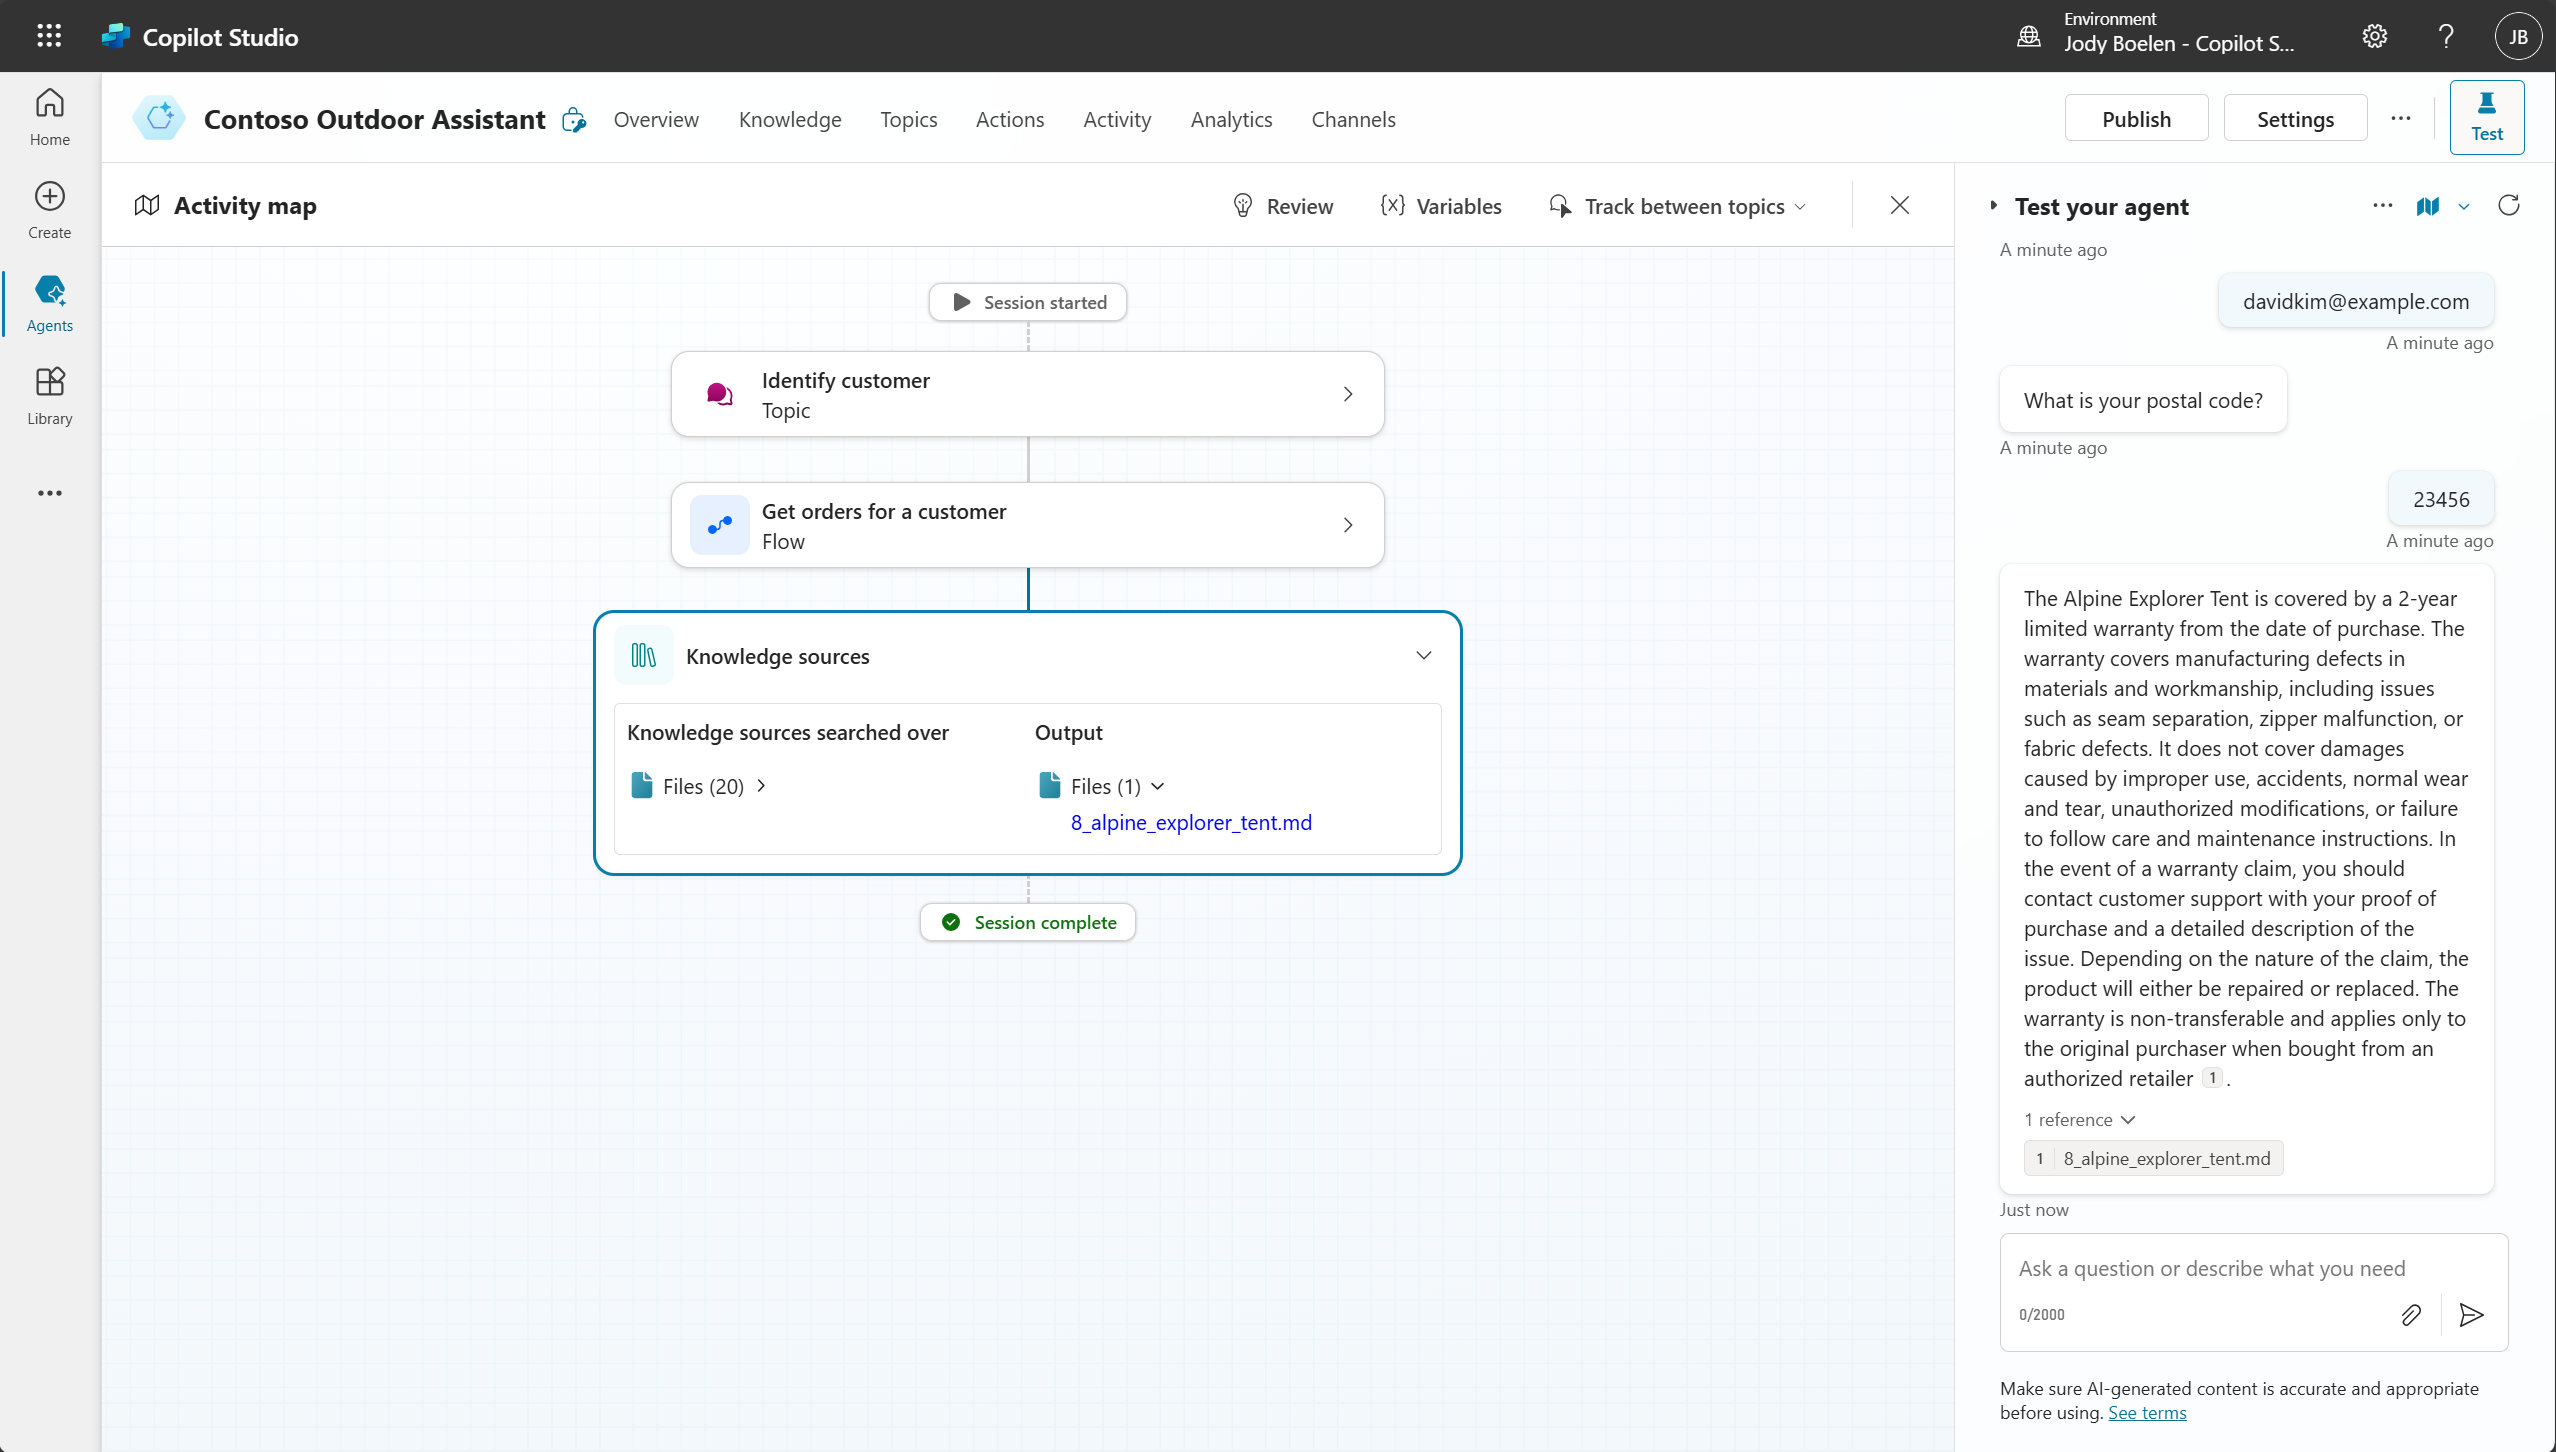 Copilot Studio
Environment
Jody Boelen - Copilot S...
JB
Home
Create
Agents
Library
Contoso Outdoor Assistant
Overview
Knowledge
Topics
Actions
Activity
Analytics
Channels
Publish
Settings
Test
Activity map
Review
Variables
Track between topics
Session started
Identify customer
Topic
Get orders for a customer
Flow
Knowledge sources
Knowledge sources searched over
Output
Files (20)
Files (1)
8_alpine_explorer_tent.md
Session complete
Test your agent
A minute ago
davidkim@example.com
A minute ago
What is your postal code?
A minute ago
23456
A minute ago
The Alpine Explorer Tent is covered by a 2-year
limited warranty from the date of purchase. The
warranty covers manufacturing defects in
materials and workmanship, including issues
such as seam separation, zipper malfunction, or
fabric defects. It does not cover damages
caused by improper use, accidents, normal wear
and tear, unauthorized modifications, or failure
to follow care and maintenance instructions. In
the event of a warranty claim, you should
contact customer support with your proof of
purchase and a detailed description of the
issue. Depending on the nature of the claim, the
product will either be repaired or replaced. The
warranty is non-transferable and applies only to
the original purchaser when bought from an
authorized retailer 1 .
1 reference
1 8_alpine_explorer_tent.md
Just now
Ask a question or describe what you need
0/2000
Make sure AI-generated content is accurate and appropriate
before using. See terms